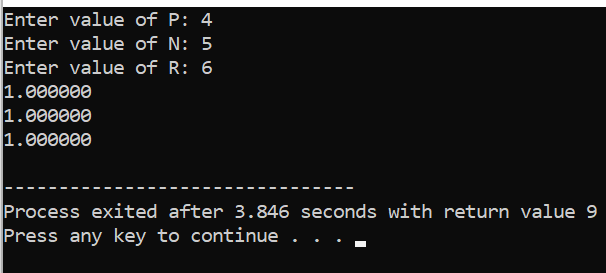 Enter value of P: 4
Enter value of N: 5
Enter value of R: 6
1.000000
1.000000
1.000000
--------------------------------
Process exited after 3.846 seconds with return value 9
Press any key to continue . . .